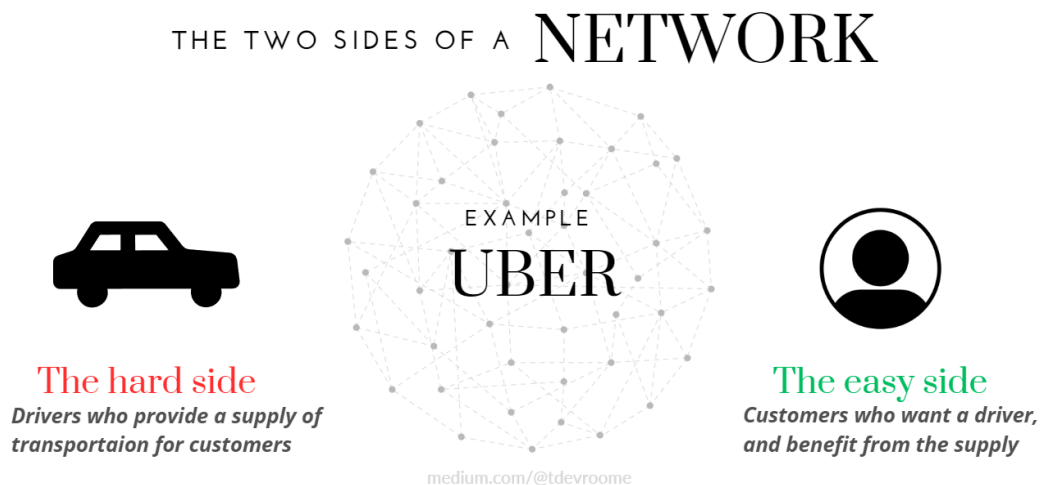 THE TWO SIDES OF A NETWORK
EXAMPLE
UBER
The hard side
Drivers who provide a supply of
transportaion for customers
The easy side
Customers who want a driver,
and benefit from the supply
medium.com/@tdevroome